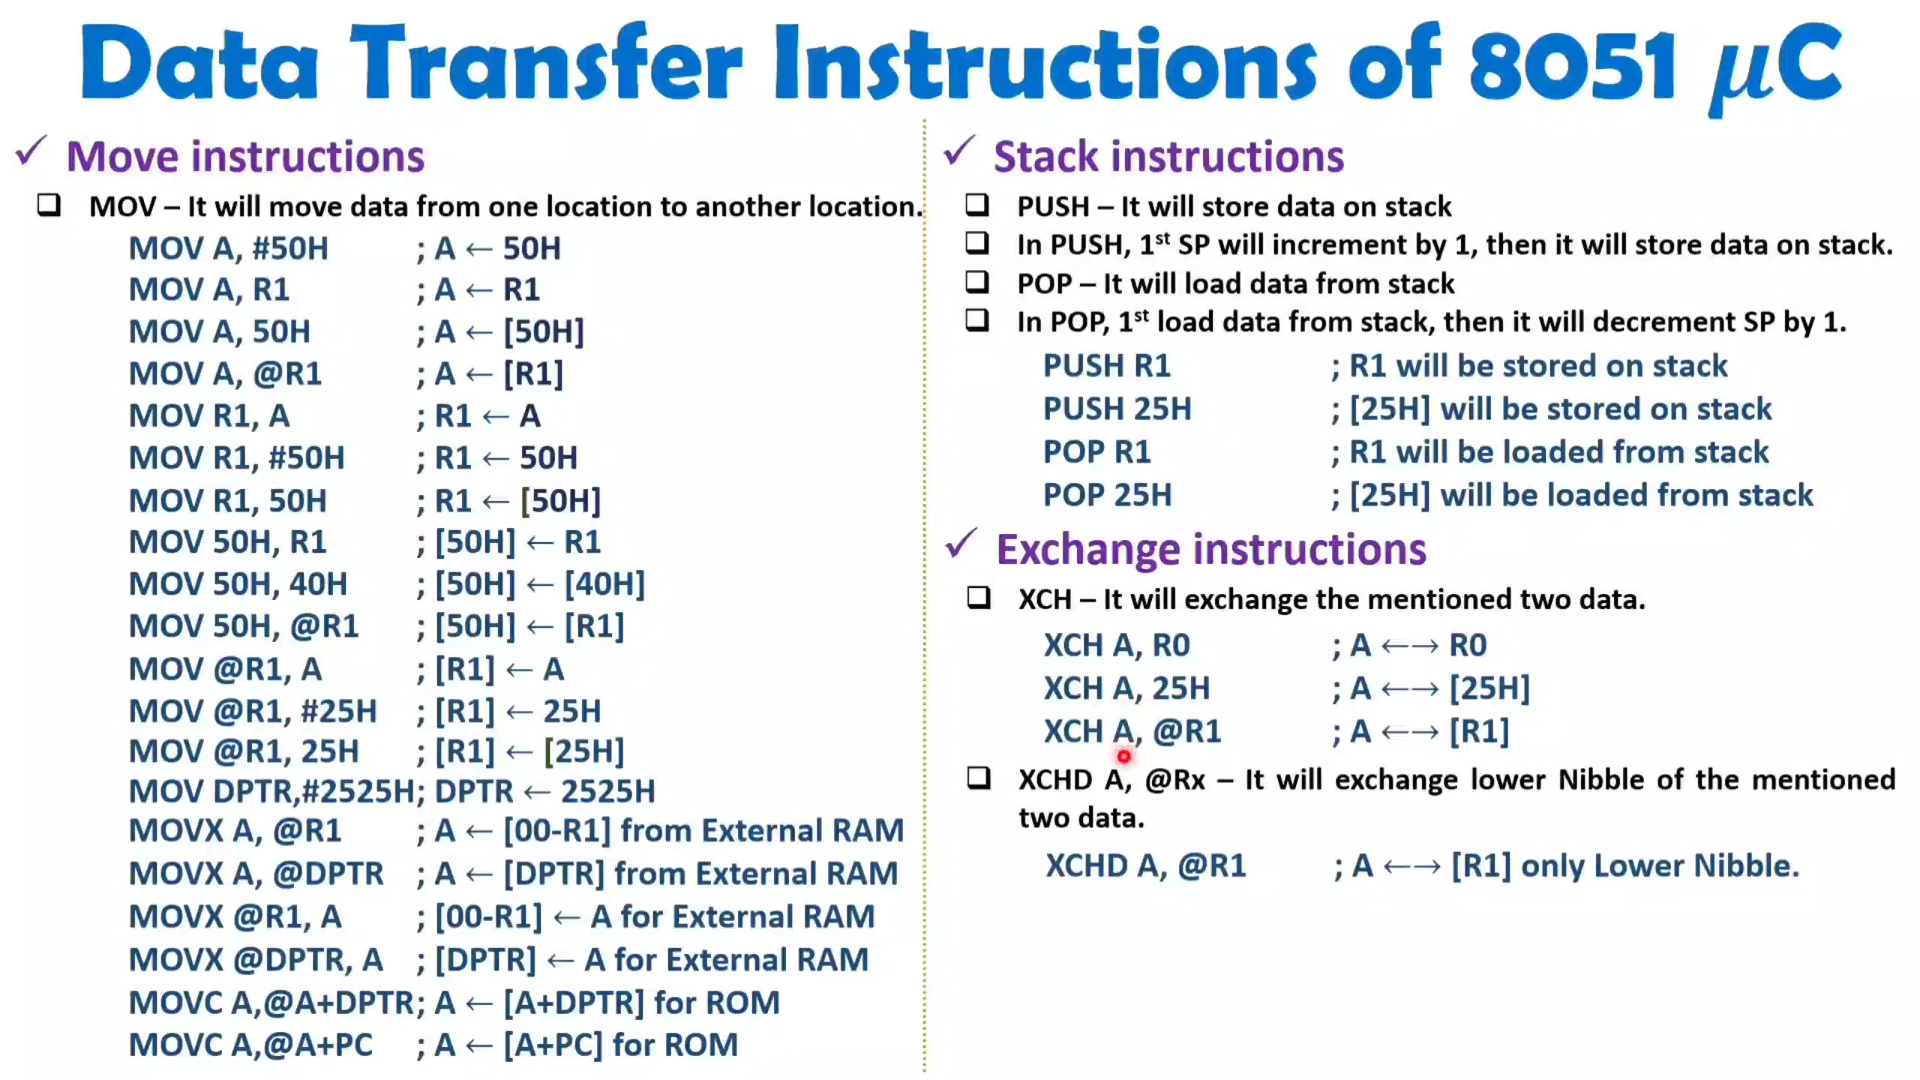 Data Transfer Instructions of 8051 μC
✓ Move instructions
❑ MOV – It will move data from one location to another location.
MOV A, #50H ; A ← 50H
MOV A, R1 ; A ← R1
MOV A, 50H ; A ← [50H]
MOV A, @R1 ; A ← [R1]
MOV R1, A ; R1 ← A
MOV R1, #50H ; R1 ← 50H
MOV R1, 50H ; R1 ← [50H]
MOV 50H, R1 ; [50H] ← R1
MOV 50H, 40H ; [50H] ← [40H]
MOV 50H, @R1 ; [50H] ← [R1]
MOV @R1, A ; [R1] ← A
MOV @R1, #25H ; [R1] ← 25H
MOV @R1, 25H ; [R1] ← [25H]
MOV DPTR,#2525H; DPTR ← 2525H
MOVX A, @R1 ; A ← [00-R1] from External RAM
MOVX A, @DPTR ; A ← [DPTR] from External RAM
MOVX @R1, A ; [00-R1] ← A for External RAM
MOVX @DPTR, A ; [DPTR] ← A for External RAM
MOVC A,@A+DPTR; A ← [A+DPTR] for ROM
MOVC A,@A+PC ; A ← [A+PC] for ROM
✓ Stack instructions
❑ PUSH – It will store data on stack
❑ In PUSH, 1st SP will increment by 1, then it will store data on stack.
❑ POP – It will load data from stack
❑ In POP, 1st load data from stack, then it will decrement SP by 1.
PUSH R1 ; R1 will be stored on stack
PUSH 25H ; [25H] will be stored on stack
POP R1 ; R1 will be loaded from stack
POP 25H ; [25H] will be loaded from stack
✓ Exchange instructions
❑ XCH – It will exchange the mentioned two data.
XCH A, R0 ; A ←→ R0
XCH A, 25H ; A ←→ [25H]
XCH A, @R1 ; A ←→ [R1]
❑ XCHD A, @Rx – It will exchange lower Nibble of the mentioned
two data.
XCHD A, @R1 ; A ←→ [R1] only Lower Nibble.